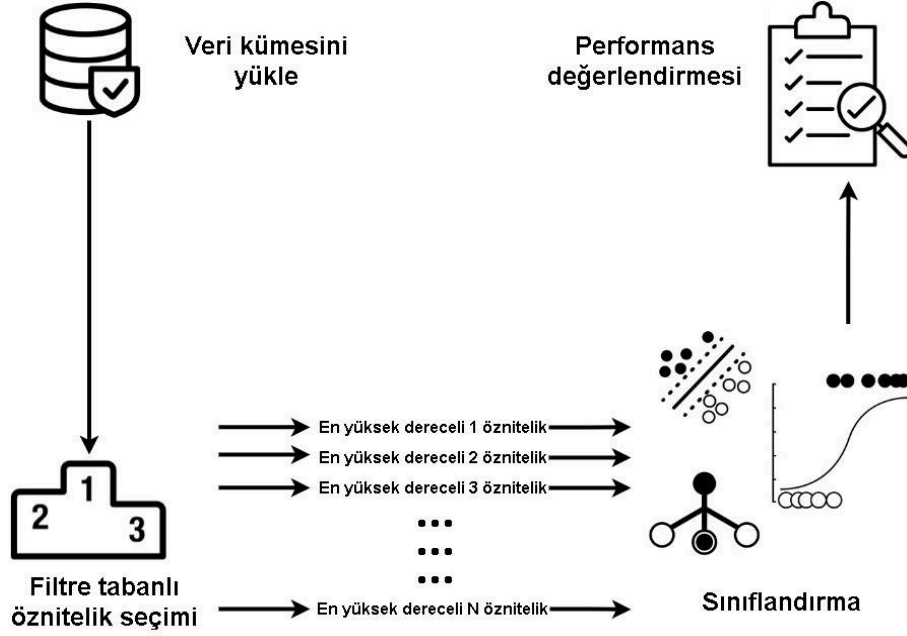 Veri kümesini
yükle
Performans
değerlendirmesi
En yüksek dereceli 1 öznitelik
En yüksek dereceli 2 öznitelik
En yüksek dereceli 3 öznitelik
...
...
...
En yüksek dereceli N öznitelik
1
2
3
Filtre tabanlı
öznitelik seçimi
Sınıflandırma